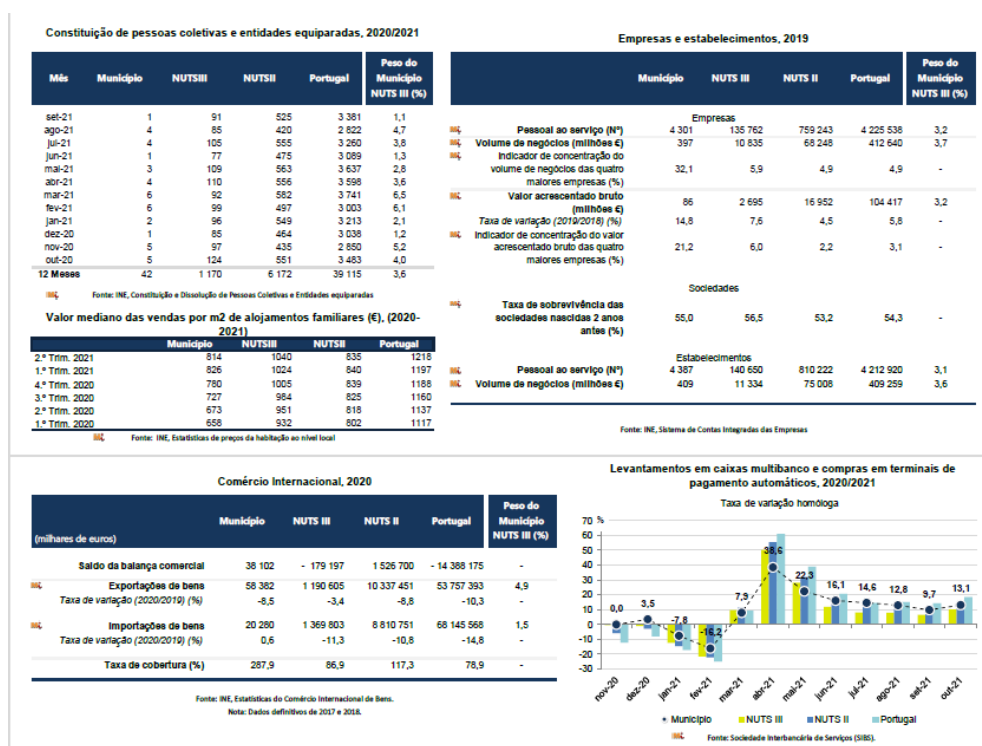 Constituição de pessoas coletivas e entidades equiparadas, 2020/2021
Mês Município NUTSIII NUTSII Portugal Peso do Município NUTS III (%)
set-21 1 91 525 3 381 1,1
ago-21 4 85 420 2 822 4,7
jul-21 4 105 555 3 260 3,8
jun-21 1 77 475 3 089 1,3
mai-21 3 109 563 3 637 2,8
abr-21 4 110 556 3 598 3,6
mar-21 6 92 582 3 741 6,5
fev-21 6 99 497 3 003 6,1
jan-21 2 96 549 3 213 2,1
dez-20 1 85 464 3 038 1,2
nov-20 5 97 435 2 850 5,2
out-20 5 124 551 3 483 4,0
12 Meses 42 1 170 6 172 39 115 3,6
Fonte: INE, Constituição e Dissolução de Pessoas Coletivas e Entidades equiparadas
Valor mediano das vendas por m2 de alojamentos familiares (€), (2020-
2021)
Município NUTSIII NUTSII Portugal
2.º Trim. 2021 814 1040 835 1218
1.º Trim. 2021 826 1024 840 1197
4.º Trim. 2020 780 1005 839 1188
3.º Trim. 2020 727 984 825 1160
2.º Trim. 2020 673 951 818 1137
1.º Trim. 2020 658 932 802 1117
Fonte: INE, Estatísticas de preços da habitação ao nível local
Empresas e estabelecimentos, 2019
Município NUTS III NUTS II Portugal Peso do Município NUTS III (%)
Empresas
Pessoal ao serviço (Nº) 4 301 135 762 759 243 4 225 538 3,2
Volume de negócios (milhões €) 397 10 835 68 248 412 640 3,7
Indicador de concentração do
volume de negócios das quatro 32,1 5,9 4,9 4,9 -
maiores empresas (%)
Valor acrescentado bruto
(milhões €) 86 2 695 16 952 104 417 3,2
Taxa de variação (2019/2018) (%) 14,8 7,6 4,5 5,8 -
Indicador de concentração do valor
acrescentado bruto das quatro 21,2 6,0 2,2 3,1 -
maiores empresas (%)
Sociedades
Taxa de sobrevivência das
sociedades nascidas 2 anos 55,0 56,5 53,2 54,3 -
antes (%)
Estabelecimentos
Pessoal ao serviço (Nº) 4 387 140 650 810 222 4 212 920 3,1
Volume de negócios (milhões €) 409 11 334 75 008 409 259 3,6
Fonte: INE, Sistema de Contas Integradas das Empresas
Comércio Internacional, 2020
(milhares de euros) Município NUTS III NUTS II Portugal Peso do Município NUTS III (%)
Saldo da balança comercial 38 102 - 179 197 1 526 700 - 14 388 175 -
Exportações de bens 58 382 1 190 605 10 337 451 53 757 393 4,9
Taxa de variação (2020/2019) (%) -8,5 -3,4 -8,8 -10,3 -
Importações de bens 20 280 1 369 803 8 810 751 68 145 568 1,5
Taxa de variação (2020/2019) (%) 0,6 -11,3 -10,8 -14,8 -
Taxa de cobertura (%) 287,9 86,9 117,3 78,9 -
Fonte: INE, Estatísticas do Comércio Internacional de Bens.
Nota: Dados definitivos de 2017 e 2018.
Levantamentos em caixas multibanco e compras em terminais de
pagamento automáticos, 2020/2021
Taxa de variação homóloga
70 %
60
50
40
30
20
10
0
-10
-20
-30
0,0 3,5 -7,8 -16,2 7,9 38,6 22,3 16,1 14,6 12,8 9,7 13,1
nov-20 dez-20 jan-21 fev-21 mar-21 abr-21 mai-21 jun-21 jul-21 ago-21 set-21 out-21
Município NUTS III NUTS II Portugal
Fonte: Sociedade Interbancária de Serviços (SIBS).